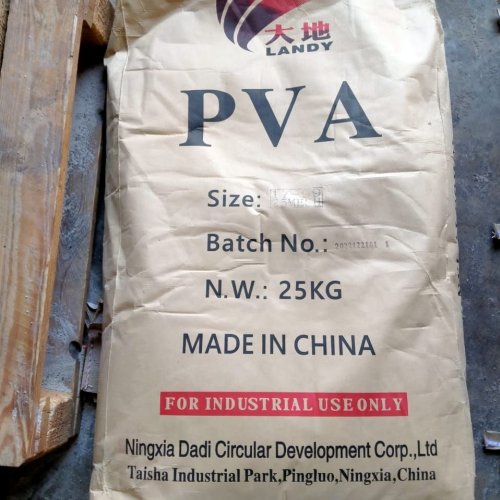 大地
LANDY
PVA
Size:
Batch No.:
N.W.: 25KG
MADE IN CHINA
FOR INDUSTRIAL USE ONLY
Ningxia Dadi Circular Development Corp.,Ltd
Taisha Industrial Park,Pingluo,Ningxia,China